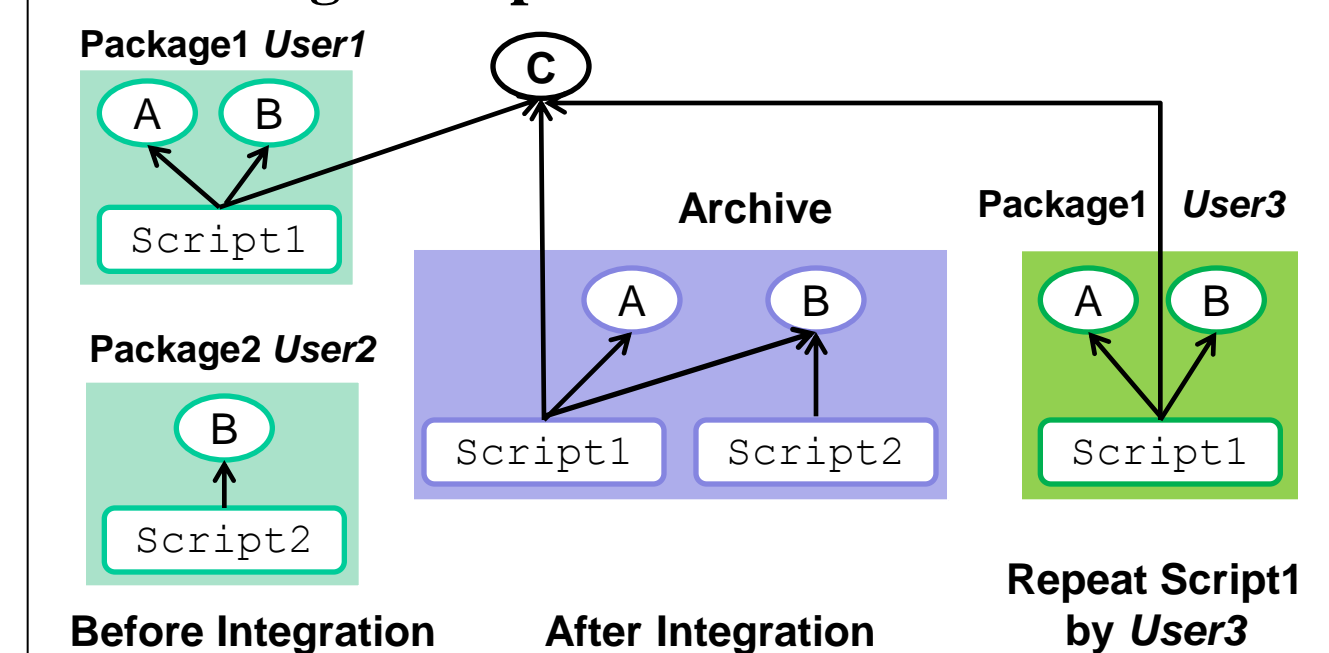 Package1 User1
C
A B
Script1
Package2 User2
B
Script2
Before Integration
Archive
A B
Script1 Script2
After Integration
Package1 User3
A B
Script1
Repeat Script1
by User3